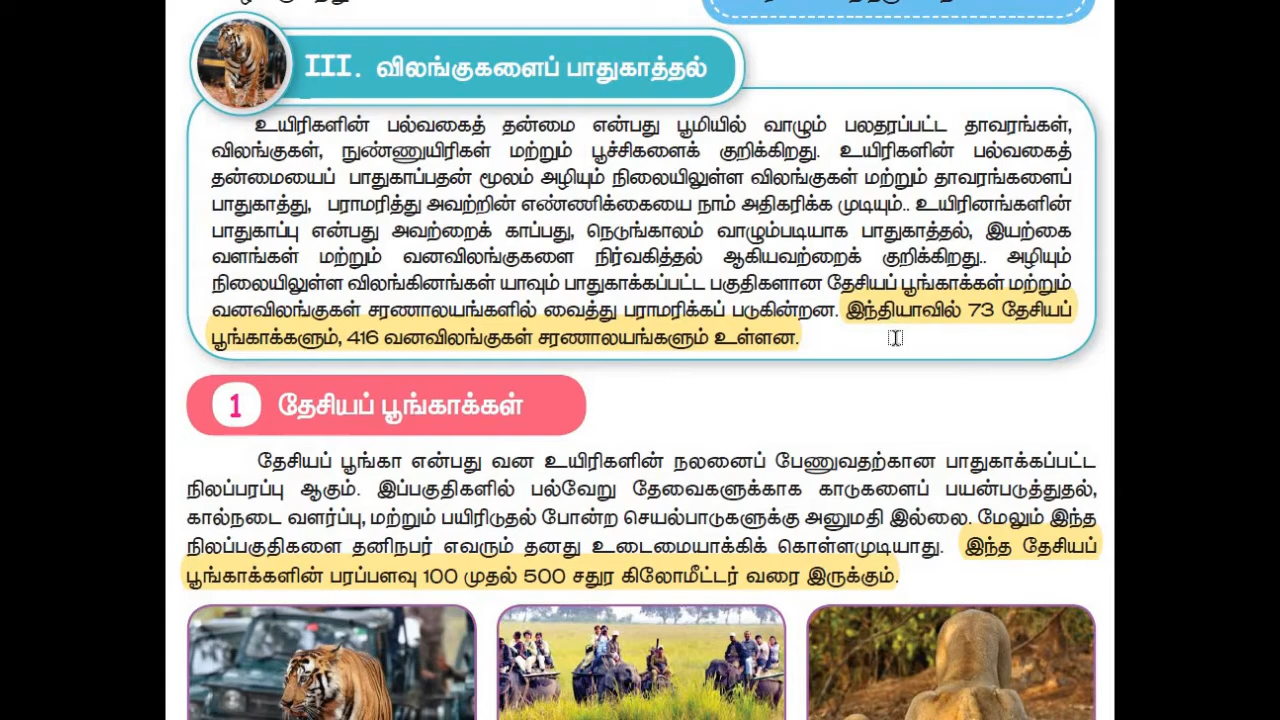 III. விலங்குகளைப் பாதுகாத்தல்
உயிரிகளின் பல்வகைத் தன்மை என்பது பூமியில் வாழும் பலதரப்பட்ட தாவரங்கள்,
விலங்குகள், நுண்ணுயிரிகள் மற்றும் பூச்சிகளைக் குறிக்கிறது. உயிரிகளின் பல்வகைத்
தன்மையைப் பாதுகாப்பதன் மூலம் அழியும் நிலையிலுள்ள விலங்குகள் மற்றும் தாவரங்களைப்
பாதுகாத்து, பராமரித்து அவற்றின் எண்ணிக்கையை நாம் அதிகரிக்க முடியும்.. உயிரினங்களின்
பாதுகாப்பு என்பது அவற்றைக் காப்பது, நெடுங்காலம் வாழும்படியாக பாதுகாத்தல், இயற்கை
வளங்கள் மற்றும் வனவிலங்குகளை நிர்வகித்தல் ஆகியவற்றைக் குறிக்கிறது.. அழியும்
நிலையிலுள்ள விலங்கினங்கள் யாவும் பாதுகாக்கப்பட்ட பகுதிகளான தேசியப் பூங்காக்கள் மற்றும்
வனவிலங்குகள் சரணாலயங்களில் வைத்து பராமரிக்கப் படுகின்றன. இந்தியாவில் 73 தேசியப்
பூங்காக்களும், 416 வனவிலங்குகள் சரணாலயங்களும் உள்ளன.
1 தேசியப் பூங்காக்கள்
தேசியப் பூங்கா என்பது வன உயிரிகளின் நலனைப் பேணுவதற்கான பாதுகாக்கப்பட்ட
நிலப்பரப்பு ஆகும். இப்பகுதிகளில் பல்வேறு தேவைகளுக்காக காடுகளைப் பயன்படுத்துதல்,
கால்நடை வளர்ப்பு, மற்றும் பயிரிடுதல் போன்ற செயல்பாடுகளுக்கு அனுமதி இல்லை. மேலும் இந்த
நிலப்பகுதிகளை தனிநபர் எவரும் தனது உடைமையாக்கிக் கொள்ளமுடியாது. இந்த தேசியப்
பூங்காக்களின் பரப்பளவு 100 முதல் 500 சதுர கிலோமீட்டர் வரை இருக்கும்.